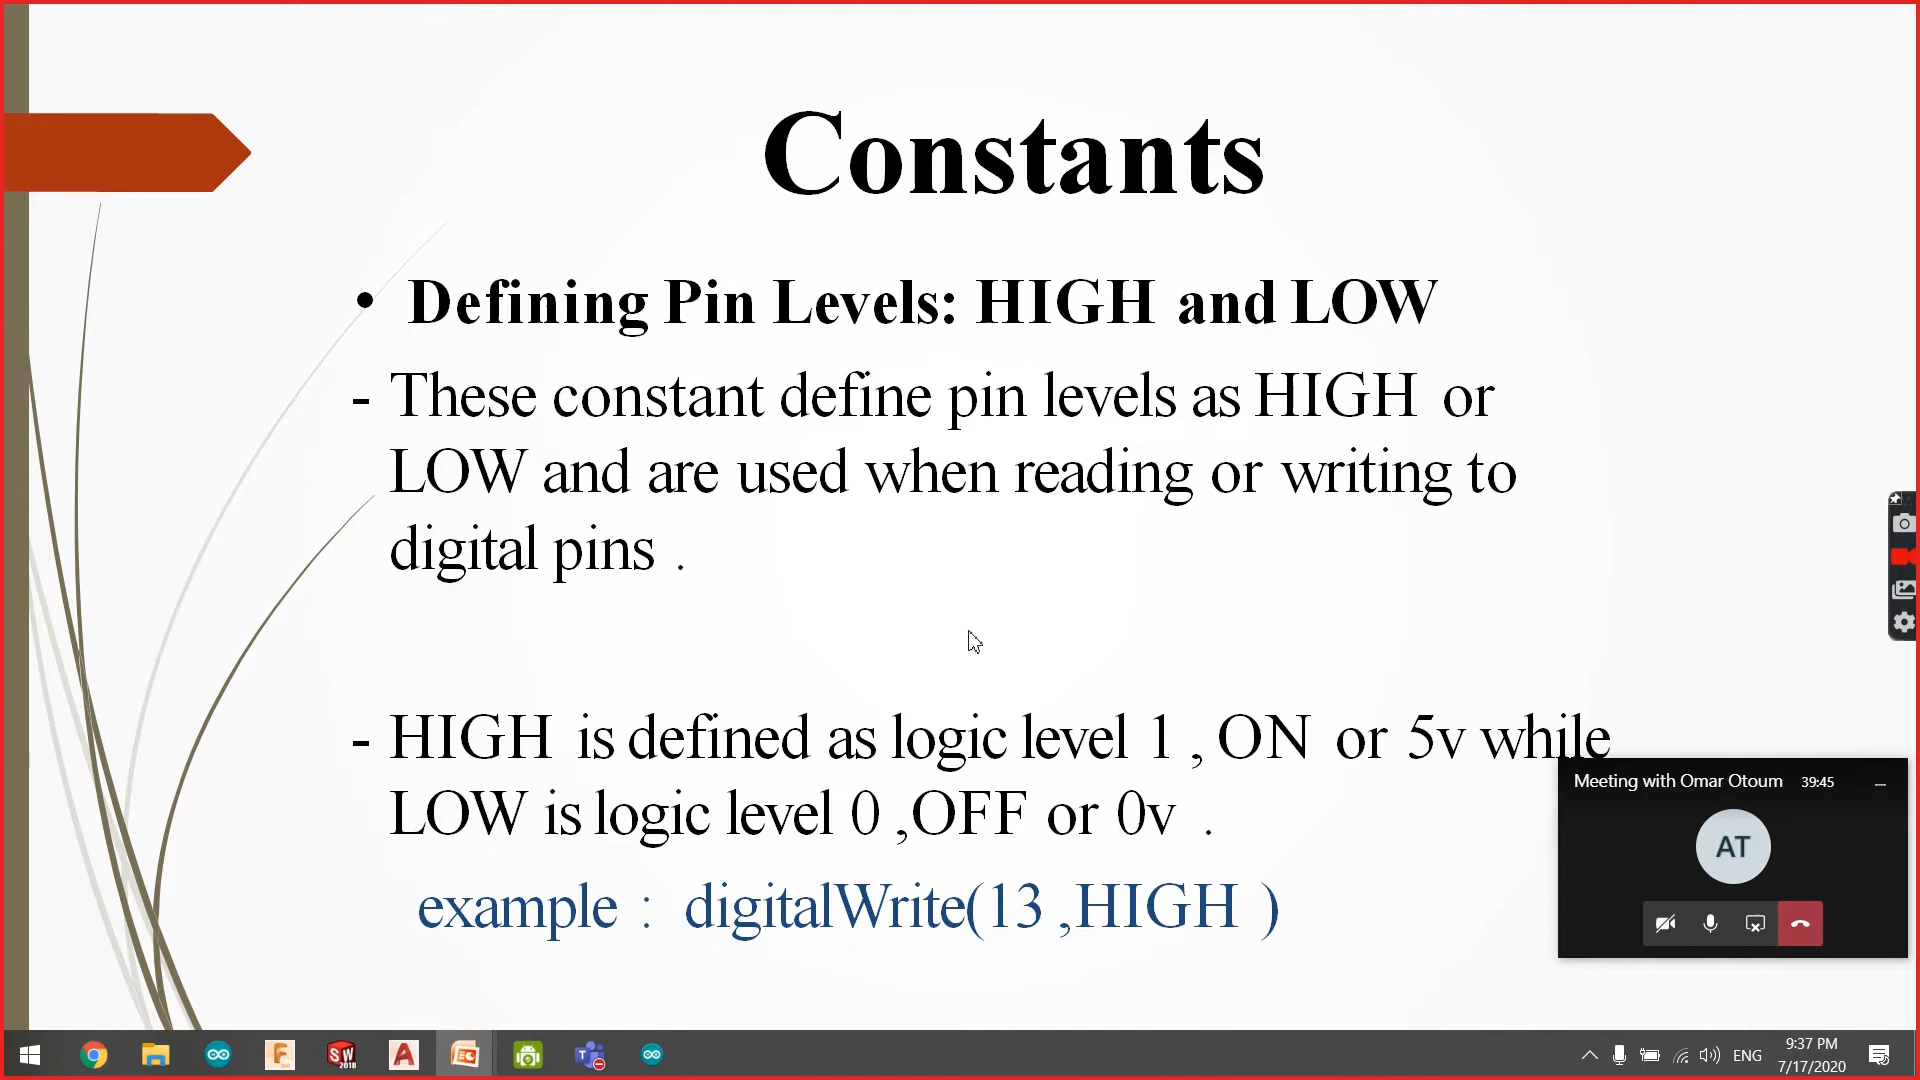 Constants
• Defining Pin Levels: HIGH and LOW
- These constant define pin levels as HIGH or
LOW and are used when reading or writing to
digital pins .
- HIGH is defined as logic level 1 , ON or 5v while
LOW is logic level 0 ,OFF or 0v .
example : digitalWrite(13 ,HIGH )
Meeting with Omar Otoum 39:45
AT
SW
2018
A
ENG
9:37 PM
7/17/2020